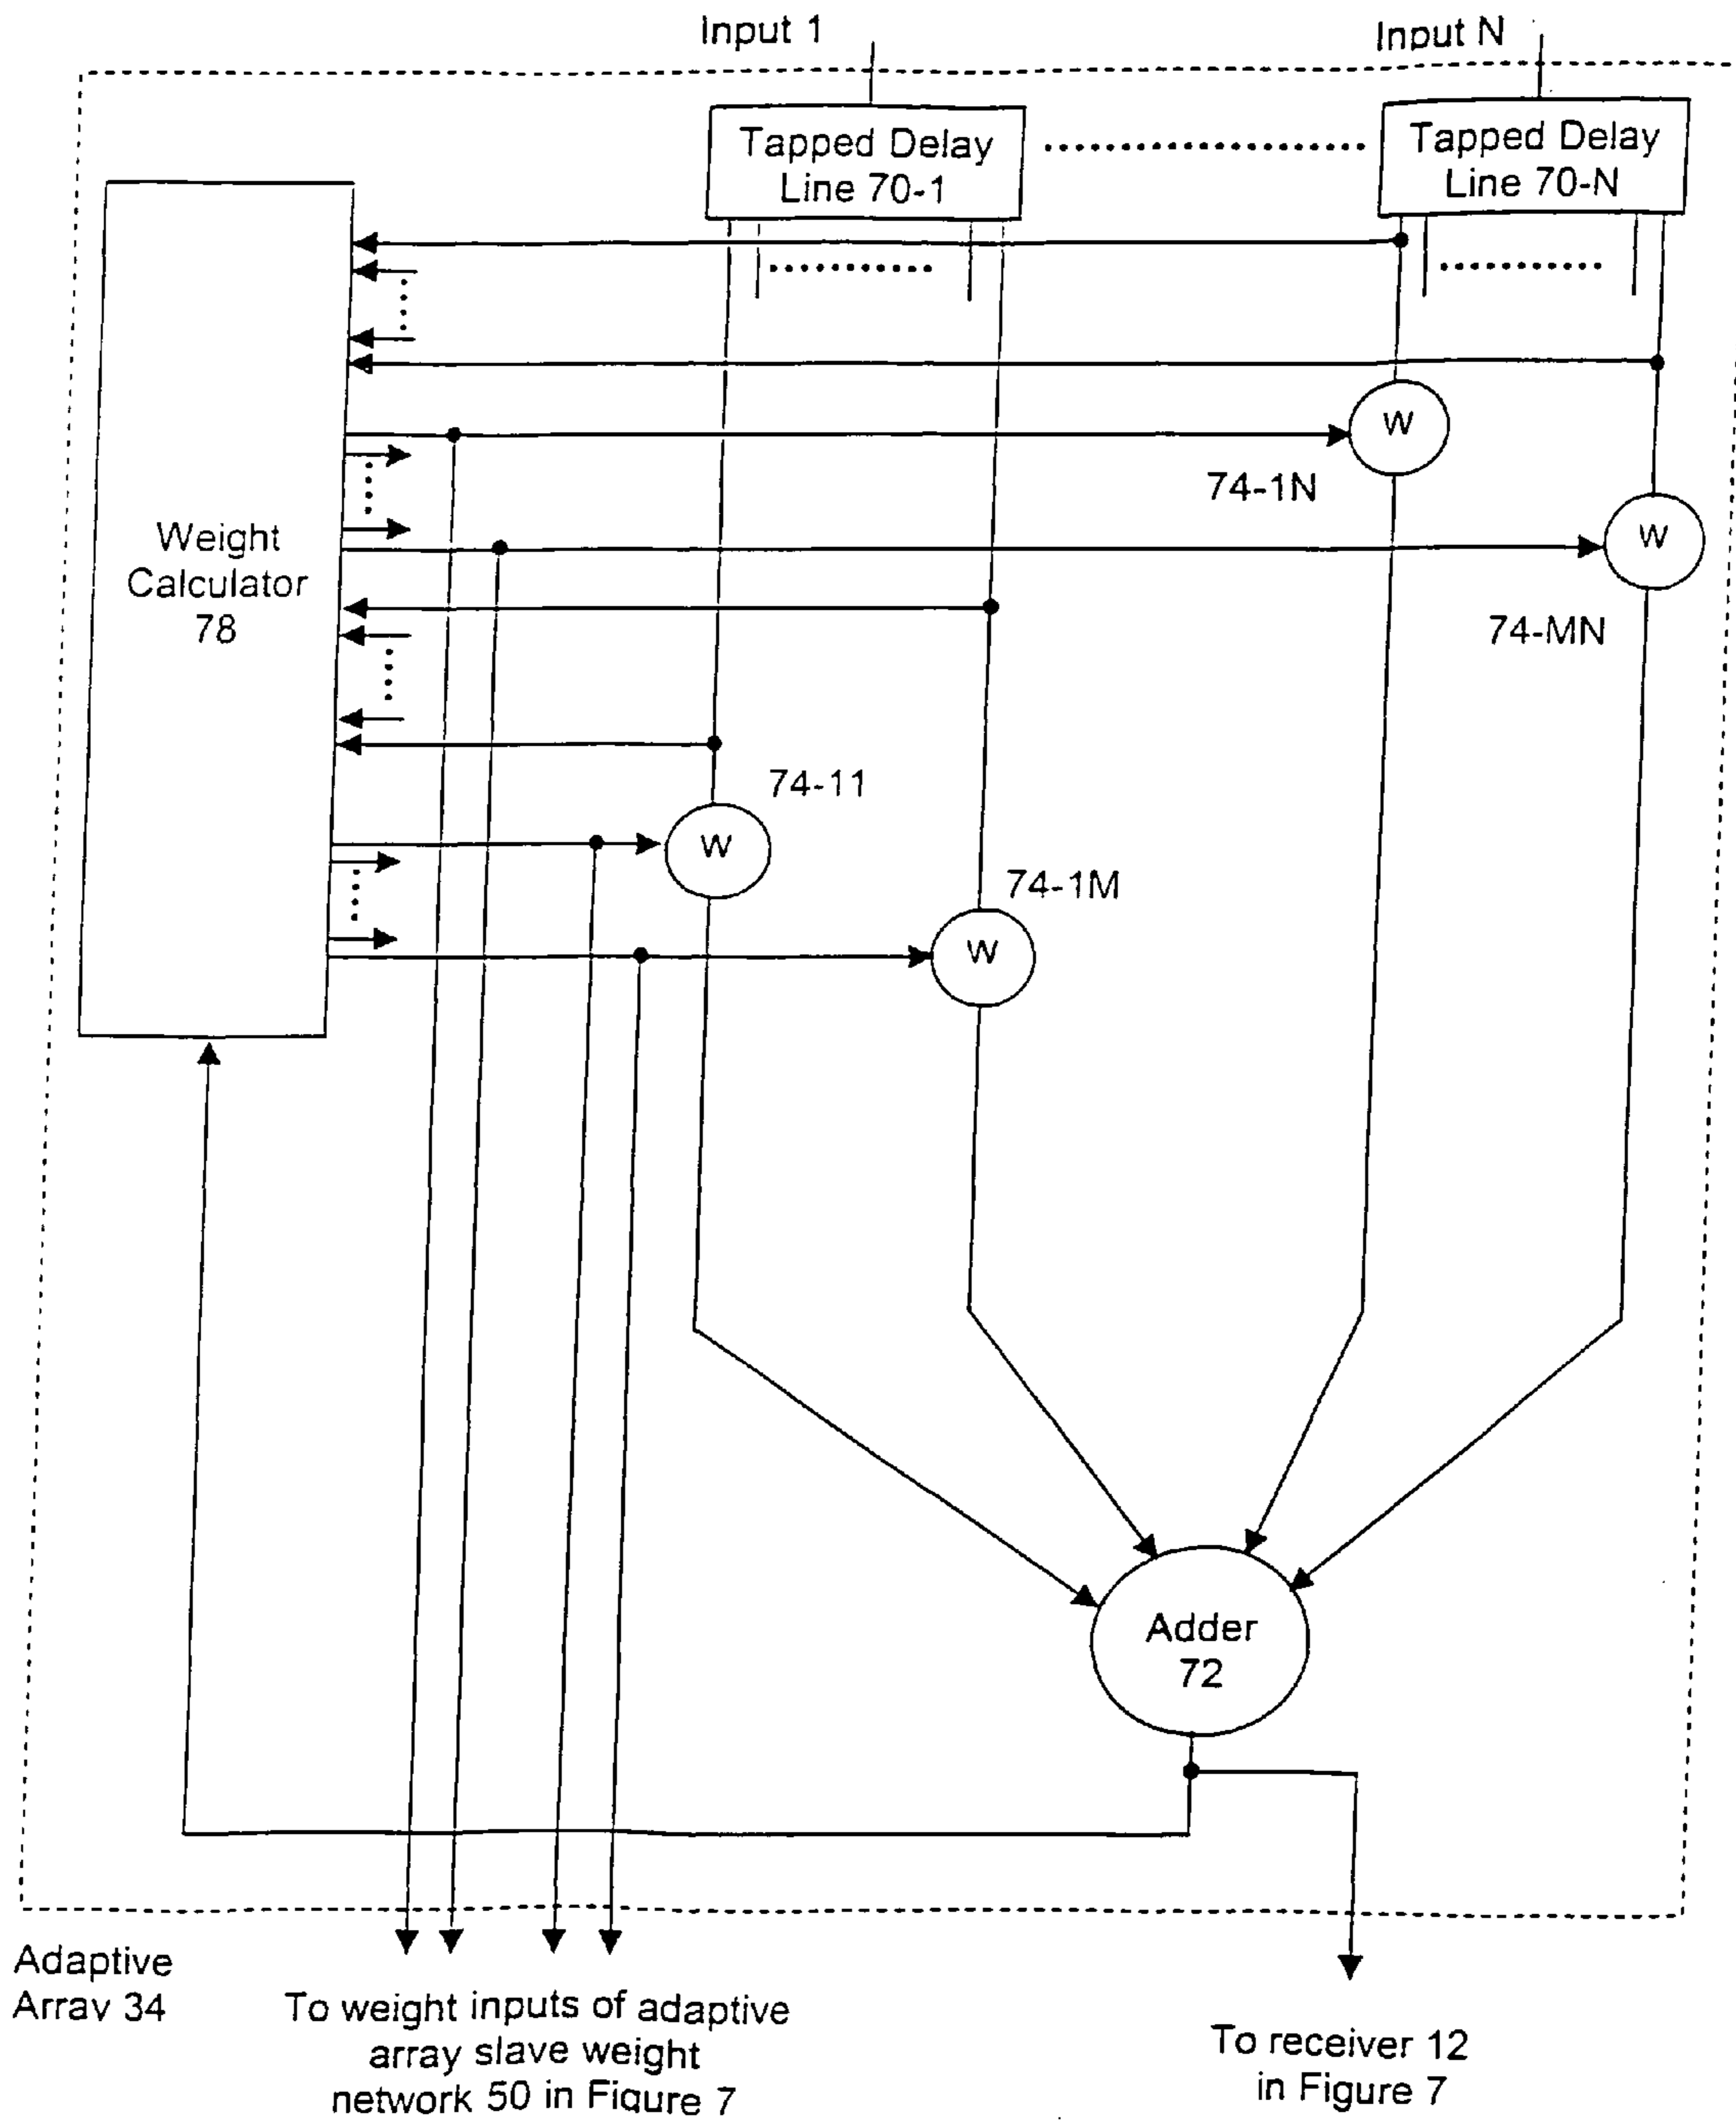 Input 1
Input N
Tapped Delay
Line 70-1
Tapped Delay
Line 70-N
W
74-1N
W
74-MN
Weight
Calculator
78
74-11
W
74-1M
W
Adder
72
Adaptive
Array 34
To weight inputs of adaptive
array slave weight
network 50 in Figure 7
To receiver 12
in Figure 7